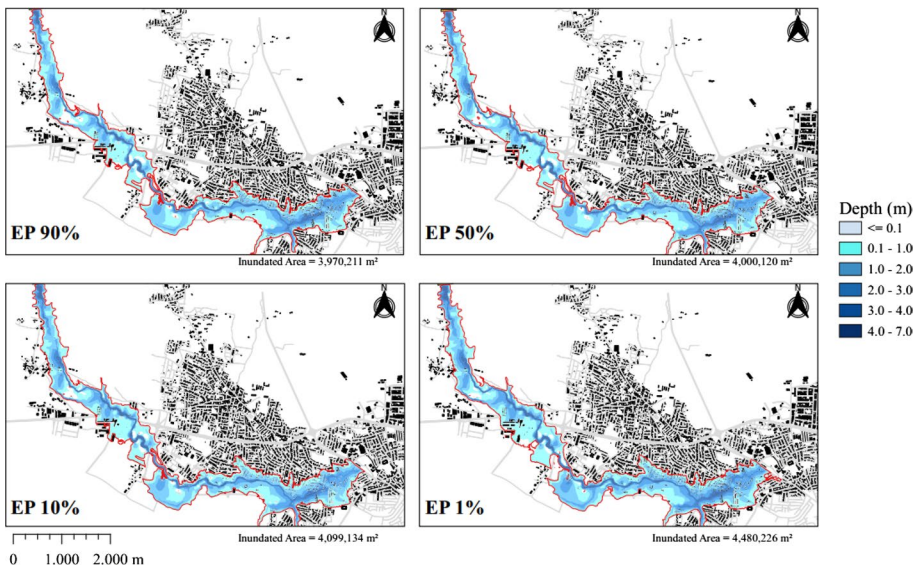 N
N
EP 90%
EP 50%
Inundated Area = 3,970,211 m²
Inundated Area = 4,000,120 m²
Depth (m)
<= 0.1
0.1 - 1.0
1.0 - 2.00
2.0 - 3.00
3.0 - 4.00
4.0 - 7.0
N
N
EP 10%
EP 1%
Inundated Area = 4,099,134 m²
Inundated Area = 4,480,226 m²
0 1.000 2.000 m